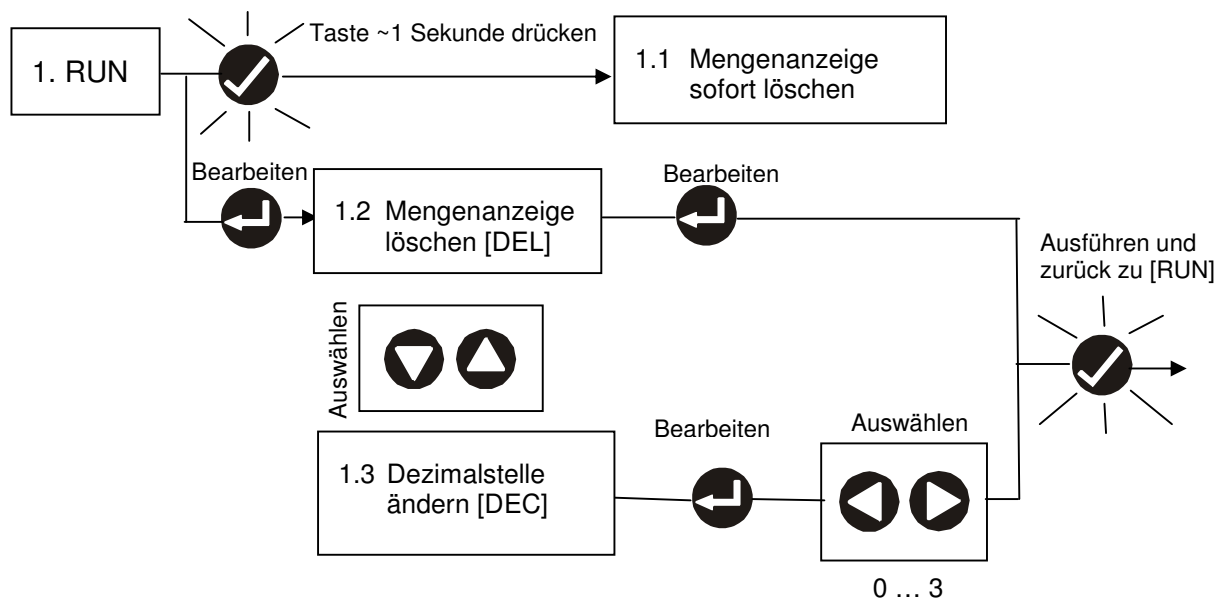 Taste ~1 Sekunde drücken
1. RUN
1.1 Mengenanzeige
sofort löschen
Bearbeiten
1.2 Mengenanzeige
löschen [DEL]
Bearbeiten
Ausführen und
zurück zu [RUN]
Auswählen
1.3 Dezimalstelle
ändern [DEC]
Bearbeiten
Auswählen
0 ... 3